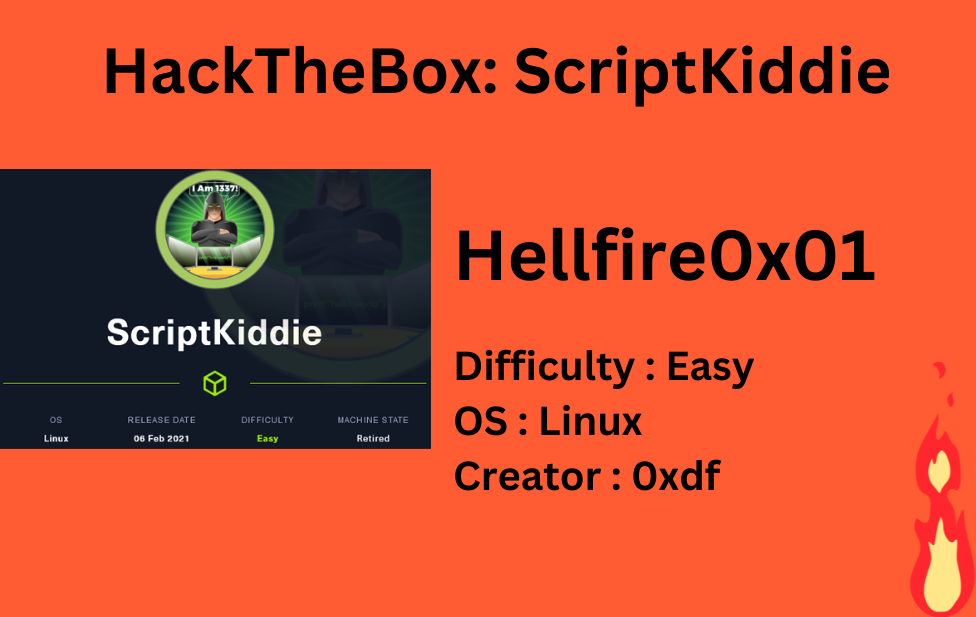 HackTheBox: ScriptKiddie
I Am 1337!
ScriptKiddie
OS RELEASE DATE DIFFICULTY MACHINE STATE
Linux 06 Feb 2021 Easy Retired
Hellfire0x01
Difficulty : Easy
OS : Linux
Creator : 0xdf